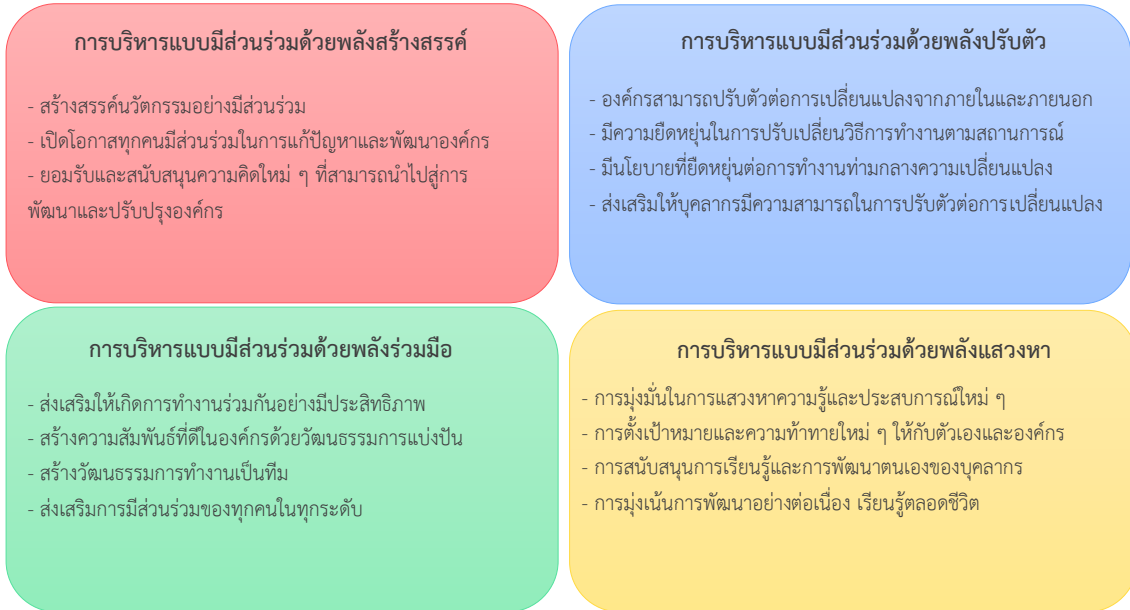 การบริหารแบบมีส่วนร่วมด้วยพลังสร้างสรรค์
- สร้างสรรค์นวัตกรรมอย่างมีส่วนร่วม
- เปิดโอกาสทุกคนมีส่วนร่วมในการแก้ปัญหาและพัฒนาองค์กร
- ยอมรับและสนับสนุนความคิดใหม่ ๆ ที่สามารถนำไปสู่การ
พัฒนาและปรับปรุงองค์กร
การบริหารแบบมีส่วนร่วมด้วยพลังปรับตัว
- องค์กรสามารถปรับตัวต่อการเปลี่ยนแปลงจากภายในและภายนอก
- มีความยืดหยุ่นในการปรับเปลี่ยนวิธีการทำงานตามสถานการณ์
- มีนโยบายที่ยืดหยุ่นต่อการทำงานท่ามกลางความเปลี่ยนแปลง
- ส่งเสริมให้บุคลากรมีความสามารถในการปรับตัวต่อการเปลี่ยนแปลง
การบริหารแบบมีส่วนร่วมด้วยพลังร่วมมือ
- ส่งเสริมให้เกิดการทำงานร่วมกันอย่างมีประสิทธิภาพ
- สร้างความสัมพันธ์ที่ดีในองค์กรด้วยวัฒนธรรมการแบ่งปัน
- สร้างวัฒนธรรมการทำงานเป็นทีม
- ส่งเสริมการมีส่วนร่วมของทุกคนในทุกระดับ
การบริหารแบบมีส่วนร่วมด้วยพลังแสวงหา
- การมุ่งมั่นในการแสวงหาความรู้และประสบการณ์ใหม่ ๆ
- การตั้งเป้าหมายและความท้าทายใหม่ ๆ ให้กับตัวเองและองค์กร
- การสนับสนุนการเรียนรู้และการพัฒนาตนเองของบุคลากร
- การมุ่งเน้นการพัฒนาอย่างต่อเนื่อง เรียนรู้ตลอดชีวิต